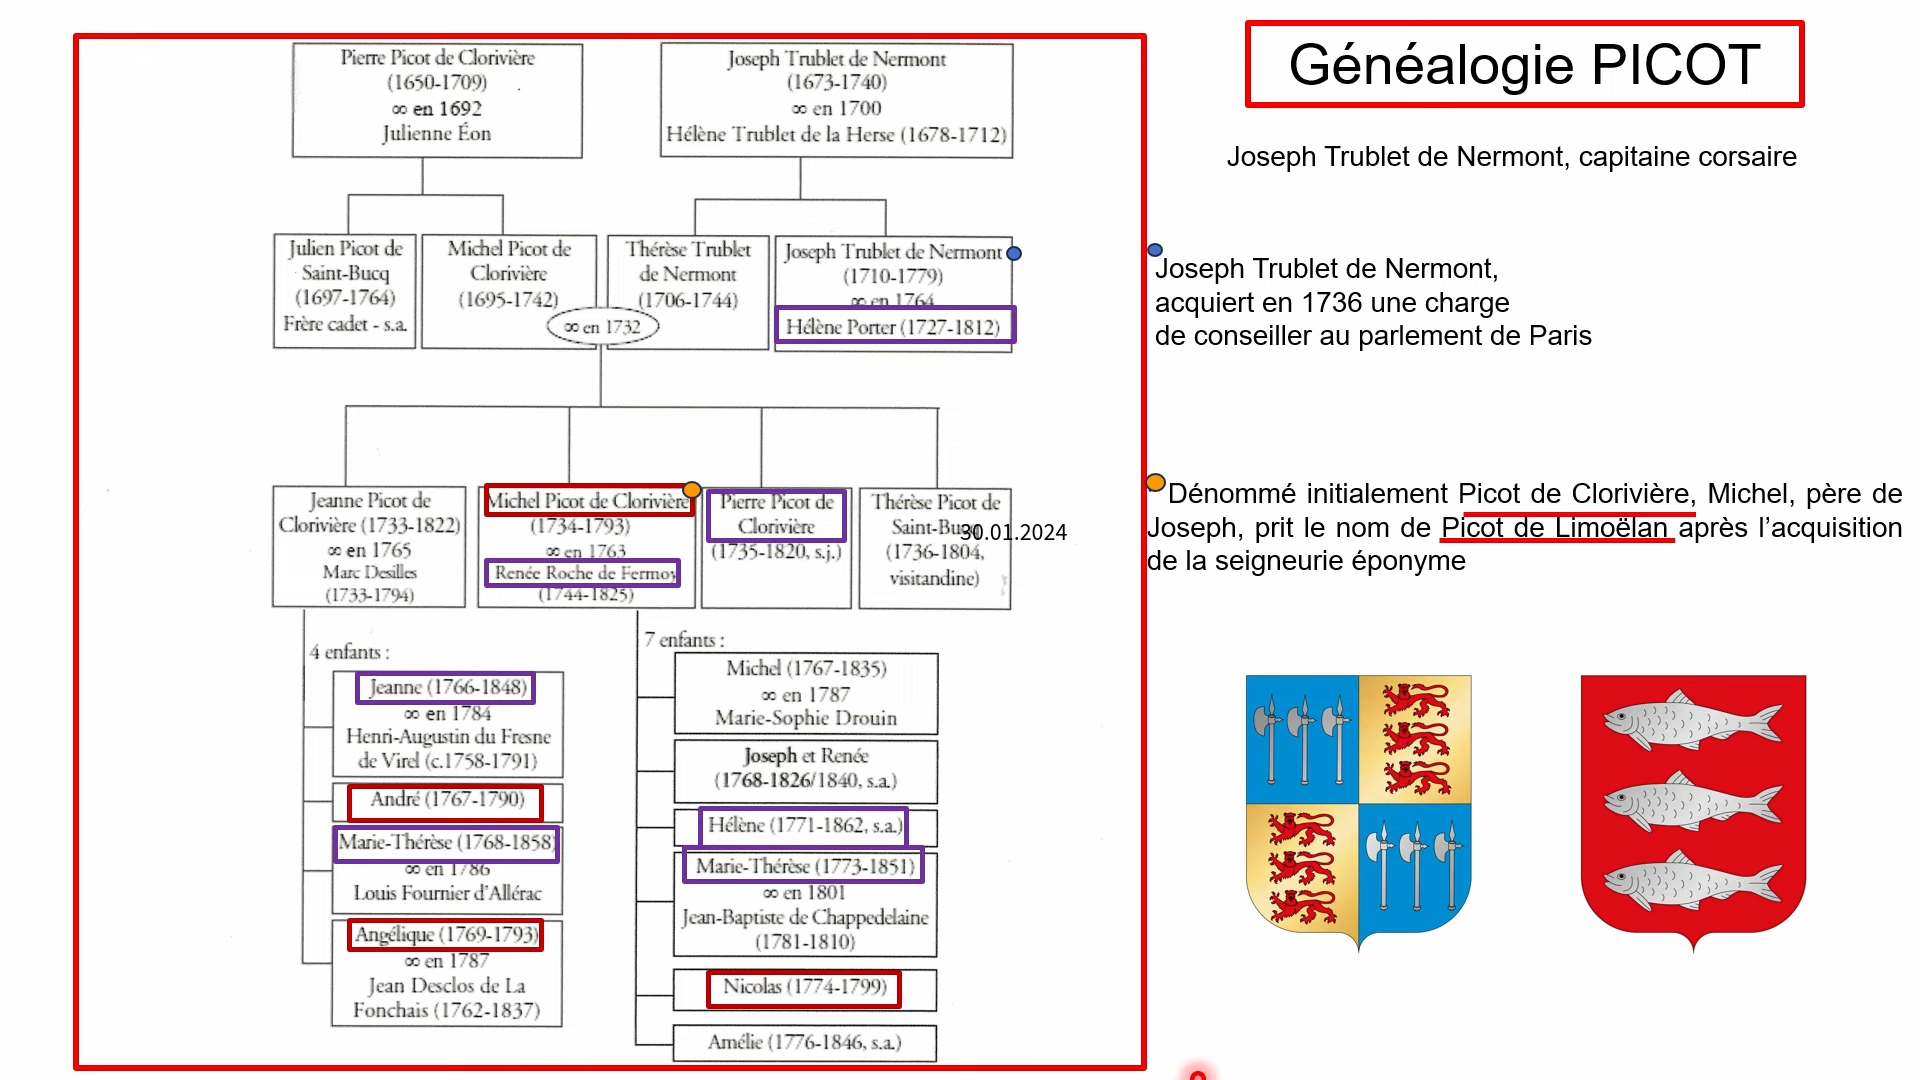 Généalogie PICOT
Pierre Picot de Clorivière
(1650-1709)
∞ en 1692
Julienne Éon
Joseph Trublet de Nermont
(1673-1740)
∞ en 1700
Hélène Trublet de la Herse (1678-1712)
Julien Picot de
Saint-Bucq
(1697-1764)
Frère cadet - s.a.
Michel Picot de
Clorivière
(1695-1742)
∞ en 1732
Thérèse Trublet
de Nermont
(1706-1744)
Joseph Trublet de Nermont
(1710-1779)
∞ en 1764
Hélène Porter (1727-1812)
Jeanne Picot de
Clorivière (1733-1822)
∞ en 1765
Marc Desilles
(1733-1794)
Michel Picot de Clorivière
(1734-1793)
∞ en 1763
Renée Roche de Fermoy
(1744-1825)
Pierre Picot de
Clorivière
(1735-1820, s.j.)
Thérèse Picot de
Saint-Bucq
(1736-1804,
visitandine)
30.01.2024
4 enfants :
Jeanne (1766-1848)
∞ en 1784
Henri-Augustin du Fresne
de Virel (c.1758-1791)
André (1767-1790)
Marie-Thérèse (1768-1858)
∞ en 1786
Louis Fournier d'Allérac
Angélique (1769-1793)
∞ en 1787
Jean Desclos de La
Fonchais (1762-1837)
7 enfants :
Michel (1767-1835)
∞ en 1787
Marie-Sophie Drouin
Joseph et Renée
(1768-1826/1840, s.a.)
Hélène (1771-1862, s.a.)
Marie-Thérèse (1773-1851)
∞ en 1801
Jean-Baptiste de Chappedelaine
(1781-1810)
Nicolas (1774-1799)
Amélie (1776-1846, s.a.)
Joseph Trublet de Nermont, capitaine corsaire
Joseph Trublet de Nermont,
acquiert en 1736 une charge
de conseiller au parlement de Paris
Dénommé initialement Picot de Clorivière, Michel, père de
Joseph, prit le nom de Picot de Limoëlan après l’acquisition
de la seigneurie éponyme